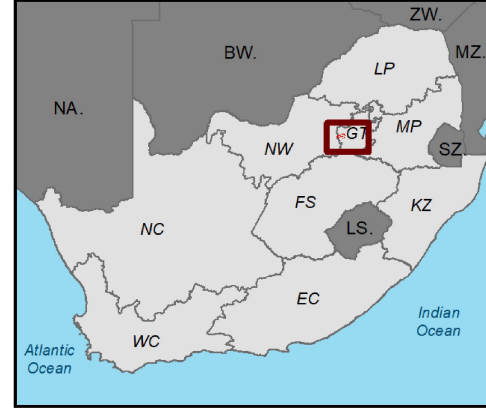 ZW.
BW.
MZ.
LP
NA.
GT
MP
NW
SZ.
FS
KZ
NC
LS.
EC
Indian
Ocean
WC
Atlantic
Ocean